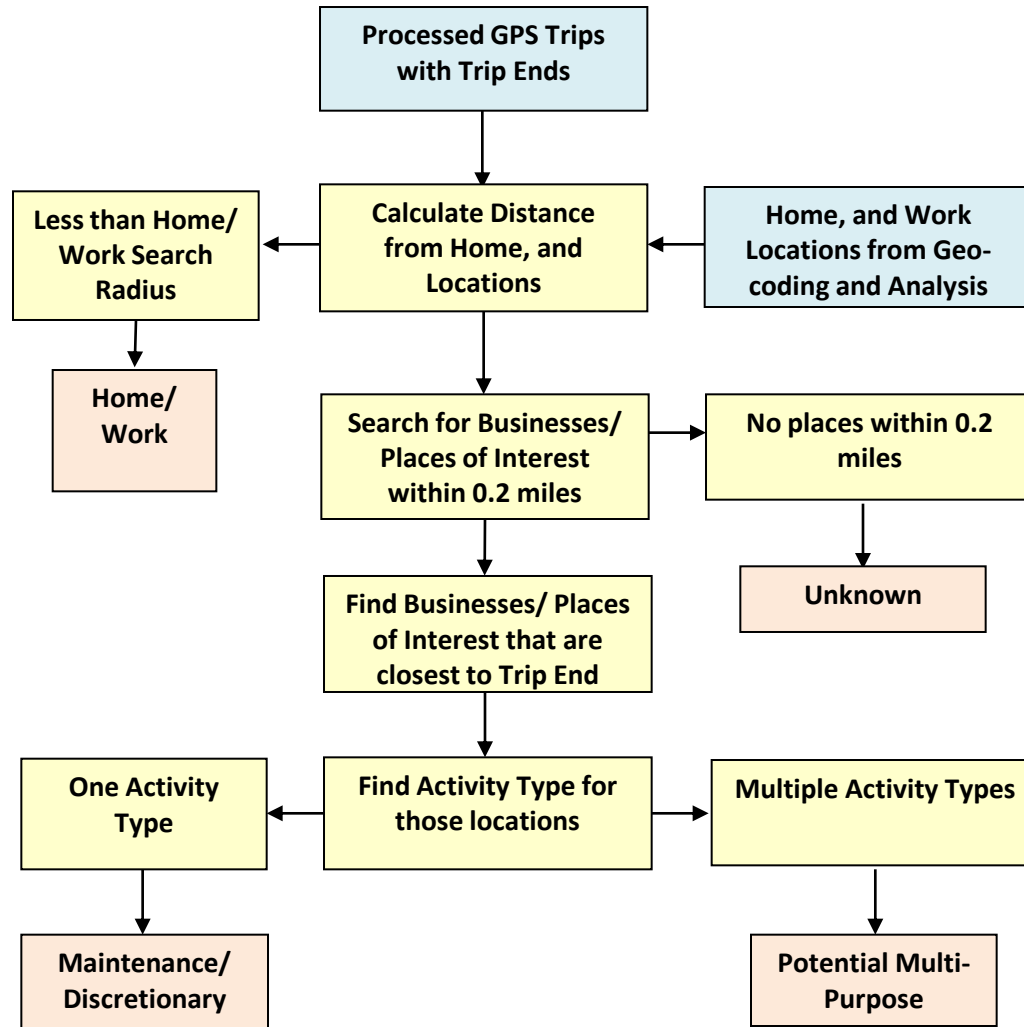 Processed GPS Trips
with Trip Ends
Less than Home/
Work Search
Radius
Calculate Distance
from Home, and
Locations
Home, and Work
Locations from Geo-
coding and Analysis
Home/
Work
Search for Businesses/
Places of Interest
within 0.2 miles
No places within 0.2
miles
Find Businesses/ Places
of Interest that are
closest to Trip End
Unknown
One Activity
Type
Find Activity Type for
those locations
Multiple Activity Types
Maintenance/
Discretionary
Potential Multi-
Purpose